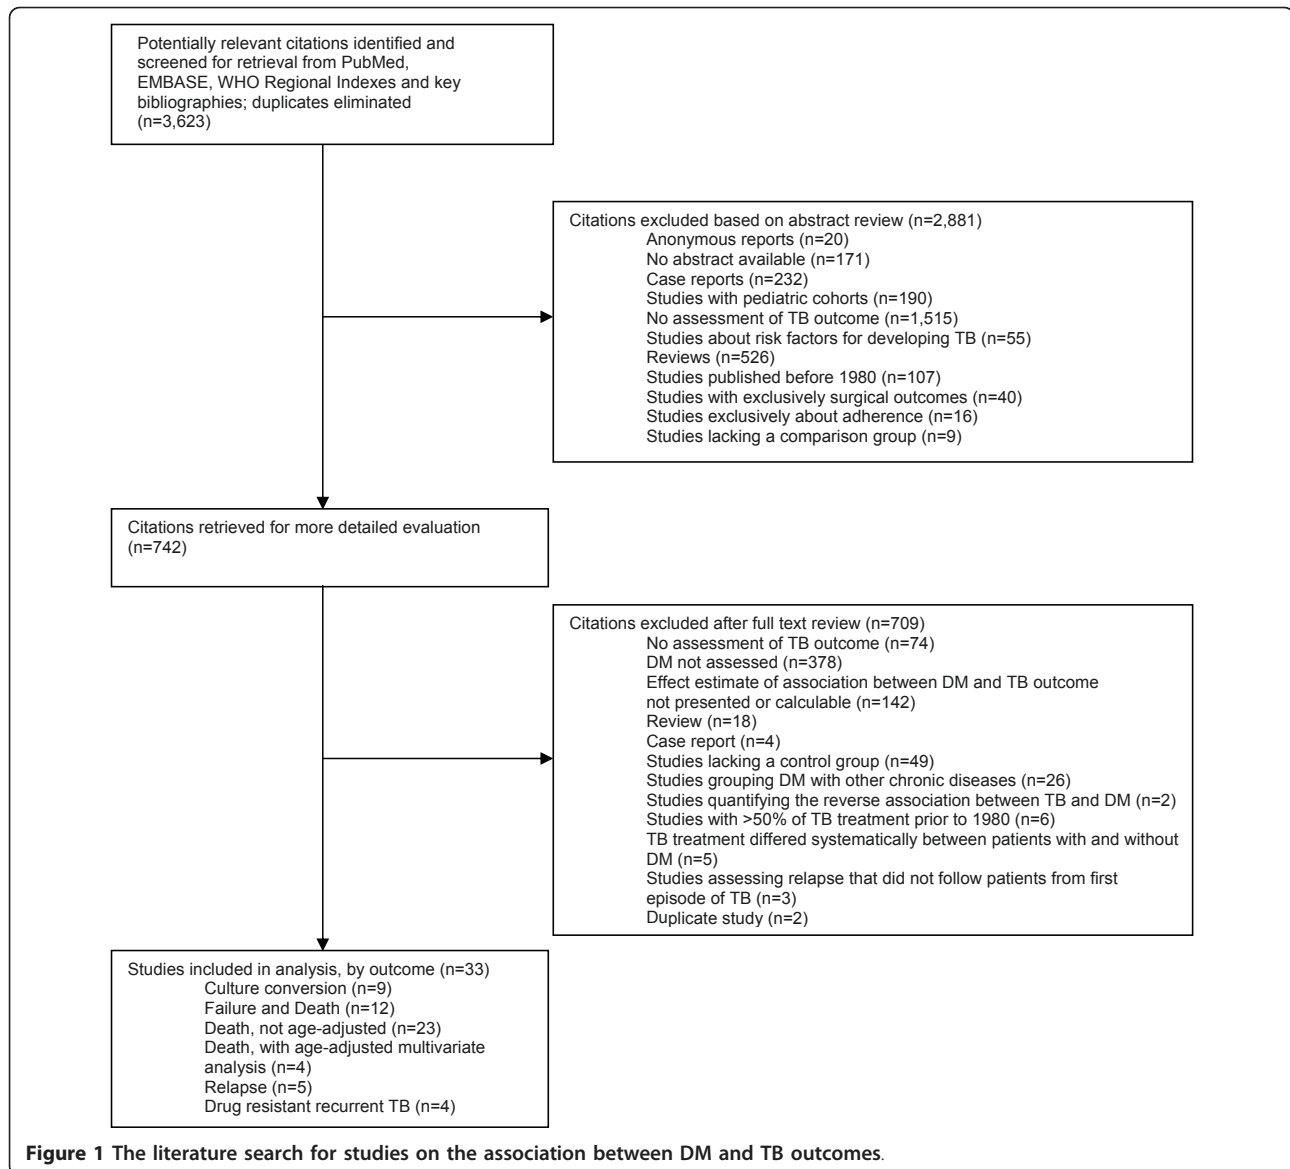 Potentially relevant citations identified and
screened for retrieval from PubMed,
EMBASE, WHO Regional Indexes and key
bibliographies; duplicates eliminated
(n=3,623)
Citations excluded based on abstract review (n=2,881)
Anonymous reports (n=20)
No abstract available (n=171)
Case reports (n=232)
Studies with pediatric cohorts (n=190)
No assessment of TB outcome (n=1,515)
Studies about risk factors for developing TB (n=55)
Reviews (n=526)
Studies published before 1980 (n=107)
Studies with exclusively surgical outcomes (n=40)
Studies exclusively about adherence (n=16)
Studies lacking a comparison group (n=9)
Citations retrieved for more detailed evaluation
(n=742)
Citations excluded after full text review (n=709)
No assessment of TB outcome (n=74)
DM not assessed (n=378)
Effect estimate of association between DM and TB outcome
not presented or calculable (n=142)
Review (n=18)
Case report (n=4)
Studies lacking a control group (n=49)
Studies grouping DM with other chronic diseases (n=26)
Studies quantifying the reverse association between TB and DM (n=2)
Studies with >50% of TB treatment prior to 1980 (n=6)
TB treatment differed systematically between patients with and without
DM (n=5)
Studies assessing relapse that did not follow patients from first
episode of TB (n=3)
Duplicate study (n=2)
Studies included in analysis, by outcome (n=33)
Culture conversion (n=9)
Failure and Death (n=12)
Death, not age-adjusted (n=23)
Death, with age-adjusted multivariate
analysis (n=4)
Relapse (n=5)
Drug resistant recurrent TB (n=4)
Figure 1 The literature search for studies on the association between DM and TB outcomes.